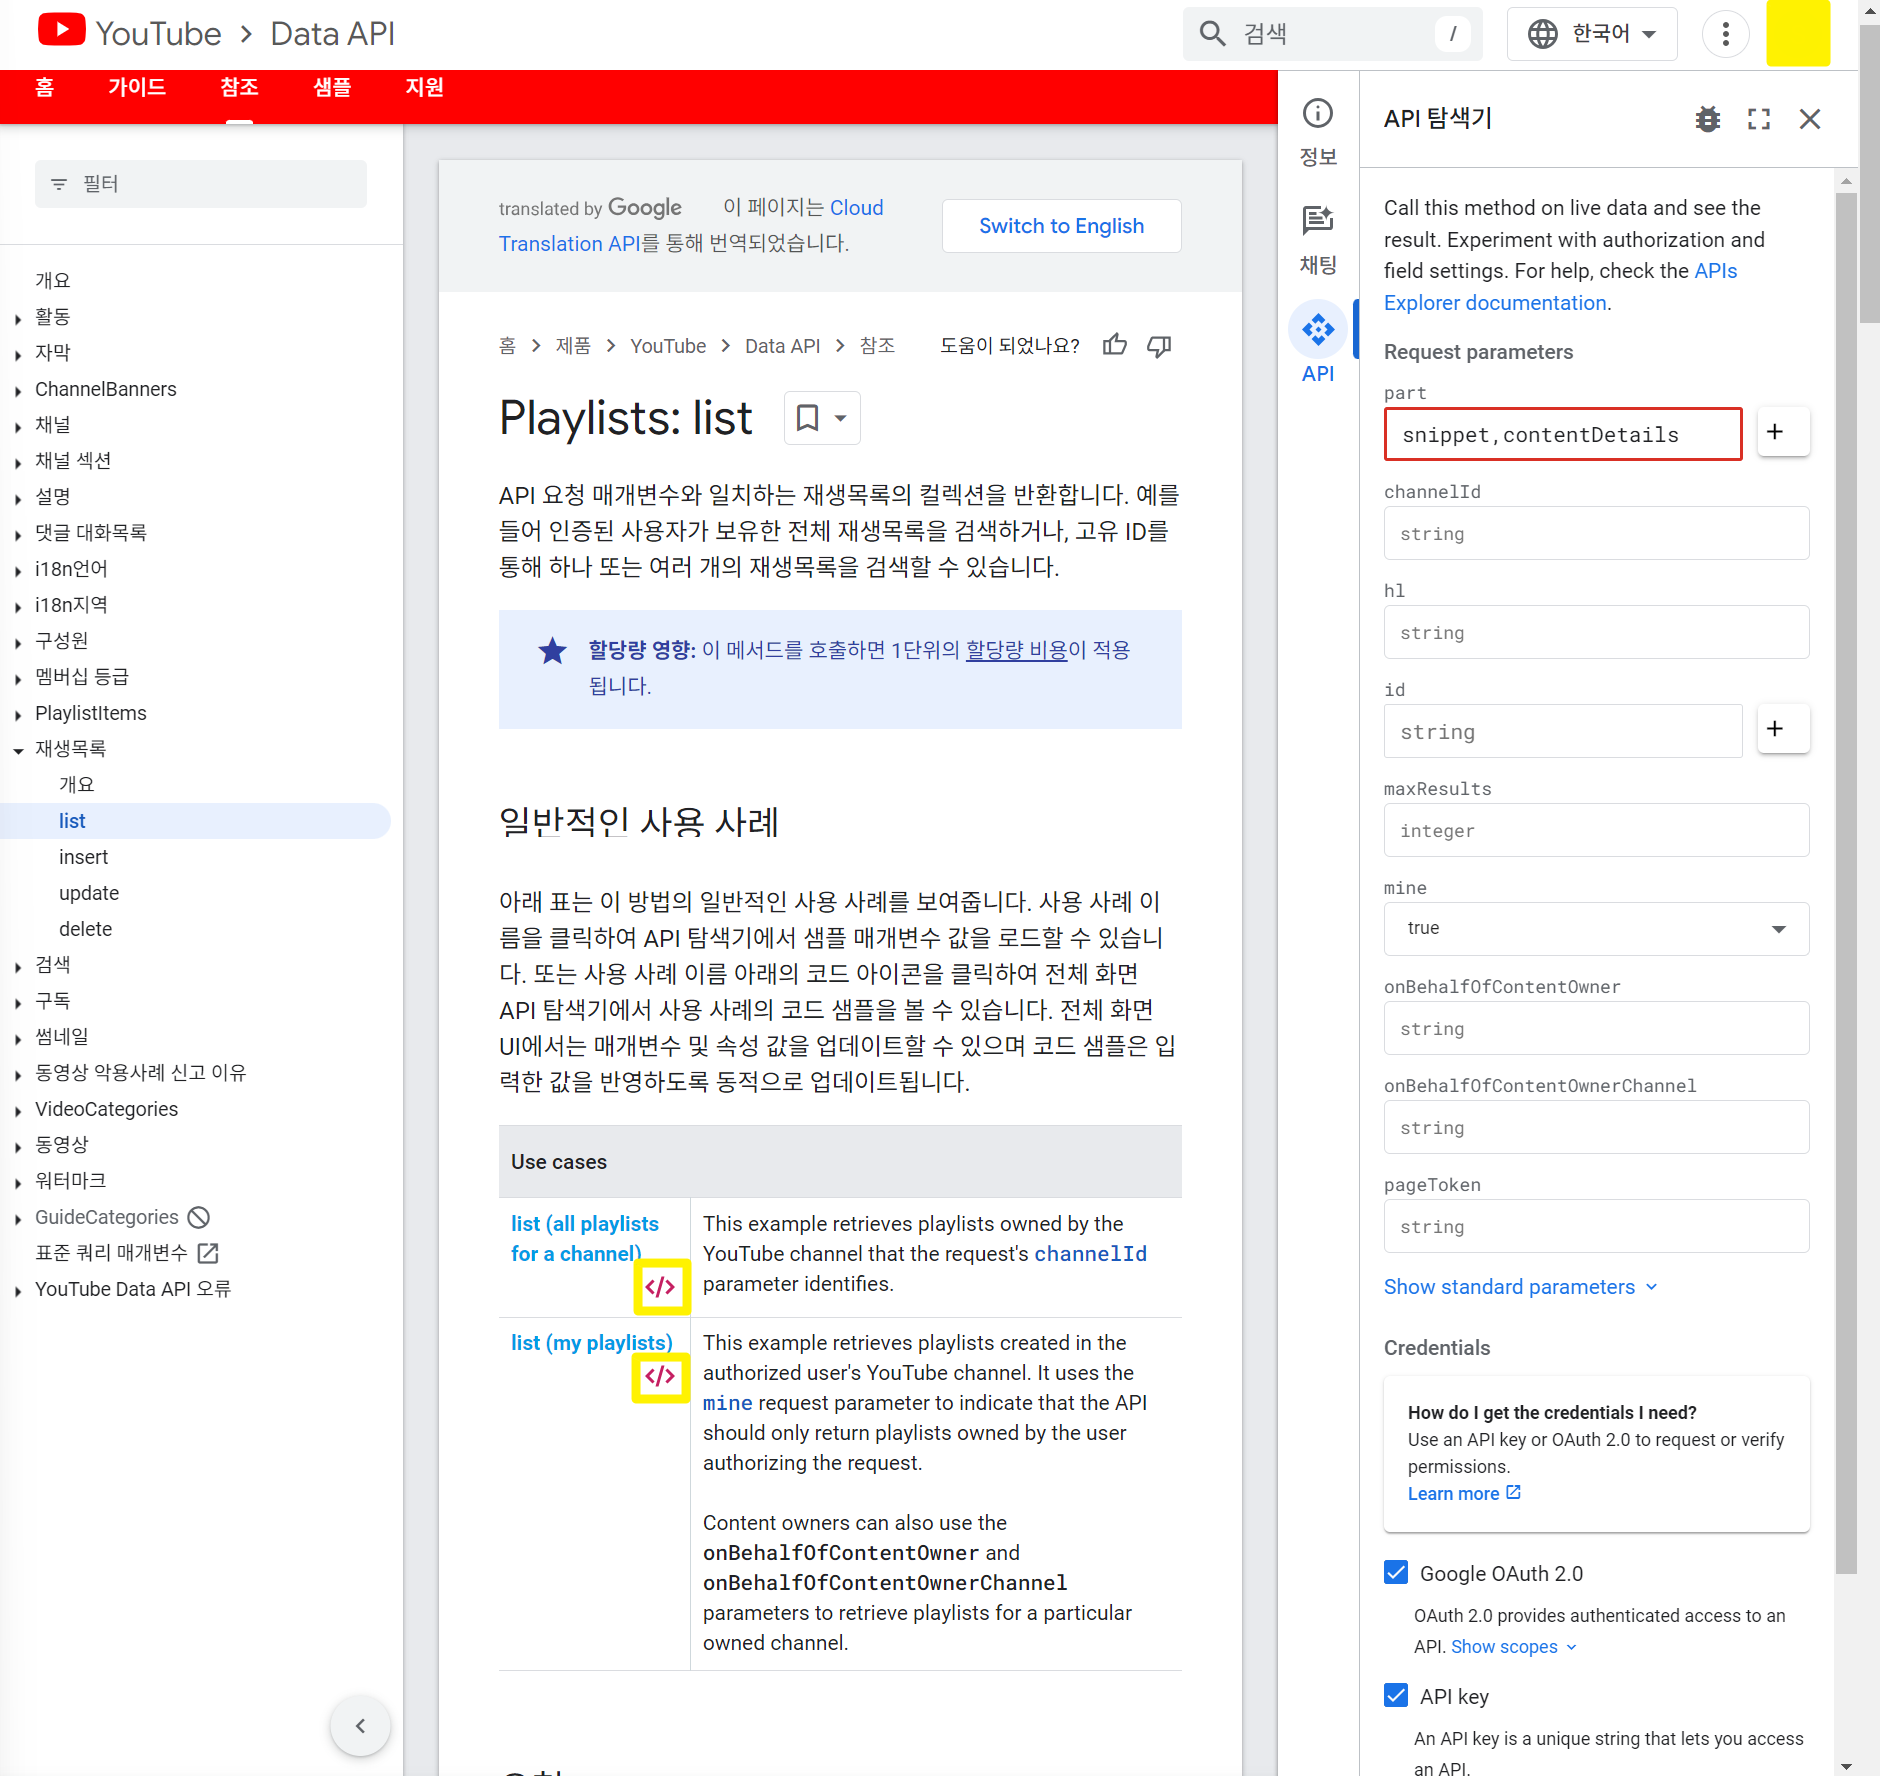 YouTube > Data API
검색
/
한국어
홈
가이드
참조
샘플
지원
필터
개요
활동
자막
ChannelBanners
채널
채널 섹션
설명
댓글 대화목록
i18n언어
i18n지역
구성원
멤버십 등급
PlaylistItems
재생목록
개요
list
insert
update
delete
검색
구독
썸네일
동영상 악용사례 신고 이유
VideoCategories
동영상
워터마크
GuideCategories
표준 쿼리 매개변수
YouTube Data API 오류
translated by Google 이 페이지는 Cloud
Translation API를 통해 번역되었습니다.
Switch to English
홈 > 제품 > YouTube > Data API > 참조
도움이 되었나요?
Playlists: list
API 요청 매개변수와 일치하는 재생목록의 컬렉션을 반환합니다. 예를
들어 인증된 사용자가 보유한 전체 재생목록을 검색하거나, 고유 ID를
통해 하나 또는 여러 개의 재생목록을 검색할 수 있습니다.
할당량 영향: 이 메서드를 호출하면 1단위의 할당량 비용이 적용
됩니다.
일반적인 사용 사례
아래 표는 이 방법의 일반적인 사용 사례를 보여줍니다. 사용 사례 이
름을 클릭하여 API 탐색기에서 샘플 매개변수 값을 로드할 수 있습니
다. 또는 사용 사례 이름 아래의 코드 아이콘을 클릭하여 전체 화면
API 탐색기에서 사용 사례의 코드 샘플을 볼 수 있습니다. 전체 화면
UI에서는 매개변수 및 속성 값을 업데이트할 수 있으며 코드 샘플은 입
력한 값을 반영하도록 동적으로 업데이트됩니다.
Use cases
list (all playlists
for a channel)
</>
This example retrieves playlists owned by the
YouTube channel that the request's channelId
parameter identifies.
list (my playlists)
</>
This example retrieves playlists created in the
authorized user's YouTube channel. It uses the
mine request parameter to indicate that the API
should only return playlists owned by the user
authorizing the request.
Content owners can also use the
onBehalfOfContentOwner and
onBehalfOfContentOwnerChannel
parameters to retrieve playlists for a particular
owned channel.
정보
채팅
API
API 탐색기
Call this method on live data and see the
result. Experiment with authorization and
field settings. For help, check the APIs
Explorer documentation.
Request parameters
part
snippet,contentDetails
+
channelId
string
hl
string
id
string
+
maxResults
integer
mine
true
onBehalfOfContentOwner
string
onBehalfOfContentOwnerChannel
string
pageToken
string
Show standard parameters
Credentials
How do I get the credentials I need?
Use an API key or OAuth 2.0 to request or verify
permissions.
Learn more
Google OAuth 2.0
OAuth 2.0 provides authenticated access to an
API. Show scopes
API key
An API key is a unique string that lets you access
an API.